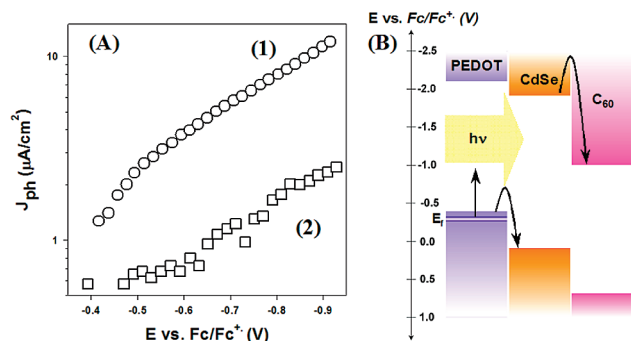 (A)
(1)
(2)
10
1
J_ph (µA/cm²)
-0.4 -0.5 -0.6 -0.7 -0.8 -0.9
E vs. Fc/Fc⁺· (V)
E vs. Fc/Fc⁺· (V)
(B)
-2.5
-2.0
-1.5
-1.0
-0.5
0.0
0.5
1.0
PEDOT
CdSe
C₆₀
hν
E_f